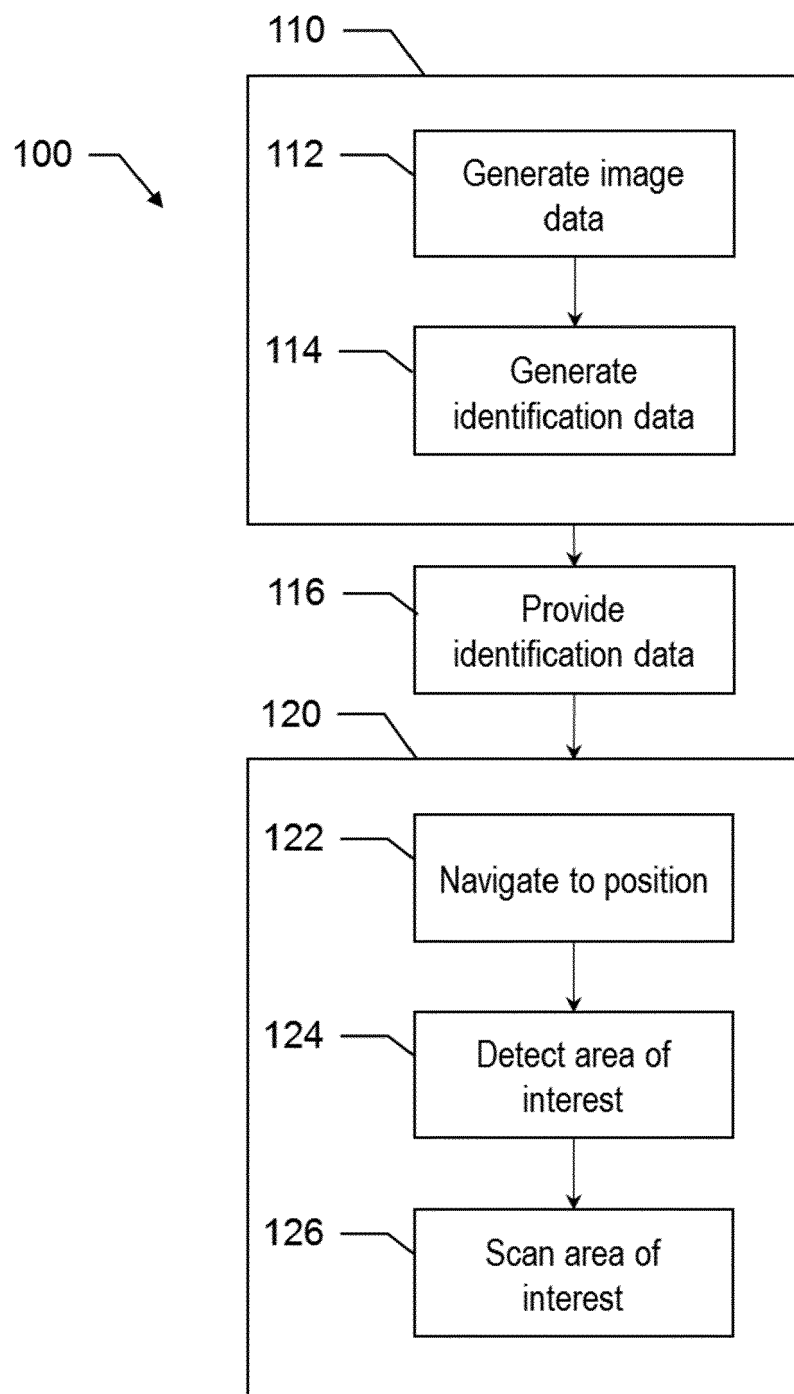 110
100
112
Generate image
data
114
Generate
identification data
116
Provide
identification data
120
122
Navigate to position
124
Detect area of
interest
126
Scan area of
interest